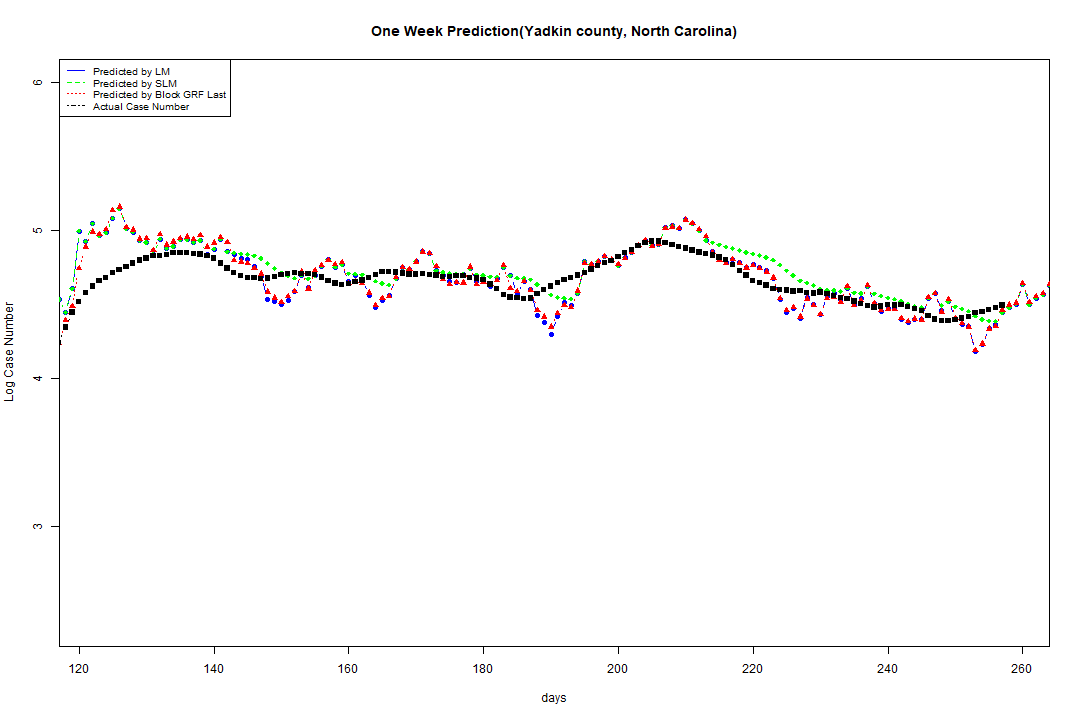 One Week Prediction(Yadkin county, North Carolina)
Predicted by LM
Predicted by SLM
Predicted by Block GRF Last
Actual Case Number
6
5
4
3
Log Case Number
120 140 160 180 200 220 240 260
days